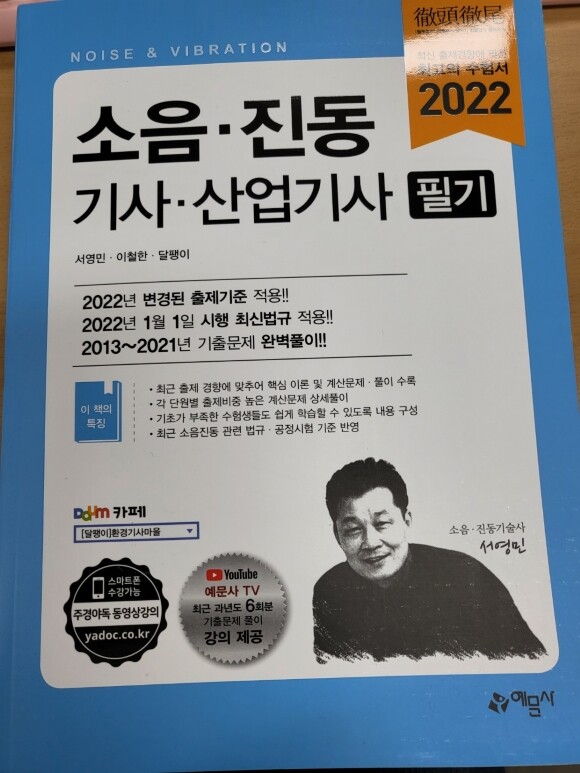 NOISE & VIBRATION
徹頭徹尾
최신 출제경향에 맞춘
최고의 수험서
2022
소음·진동
기사·산업기사 필기
서영민 · 이철한 · 달팽이
2022년 변경된 출제기준 적용!!
2022년 1월 1일 시행 최신법규 적용!!
2013~2021년 기출문제 완벽풀이!!
이 책의
특징
• 최근 출제 경향에 맞추어 핵심 이론 및 계산문제 · 풀이 수록
• 각 단원별 출제비중 높은 계산문제 상세풀이
• 기초가 부족한 수험생들도 쉽게 학습할 수 있도록 내용 구성
• 최근 소음진동 관련 법규 · 공정시험 기준 반영
Daum 카페
[달팽이]환경기사마을
스마트폰
수강가능
주경야독 동영상강의
yadoc.co.kr
YouTube
예문사 TV
최근 과년도 6회분
기출문제 풀이
강의 제공
소음 · 진동기술사
서영민
예문사